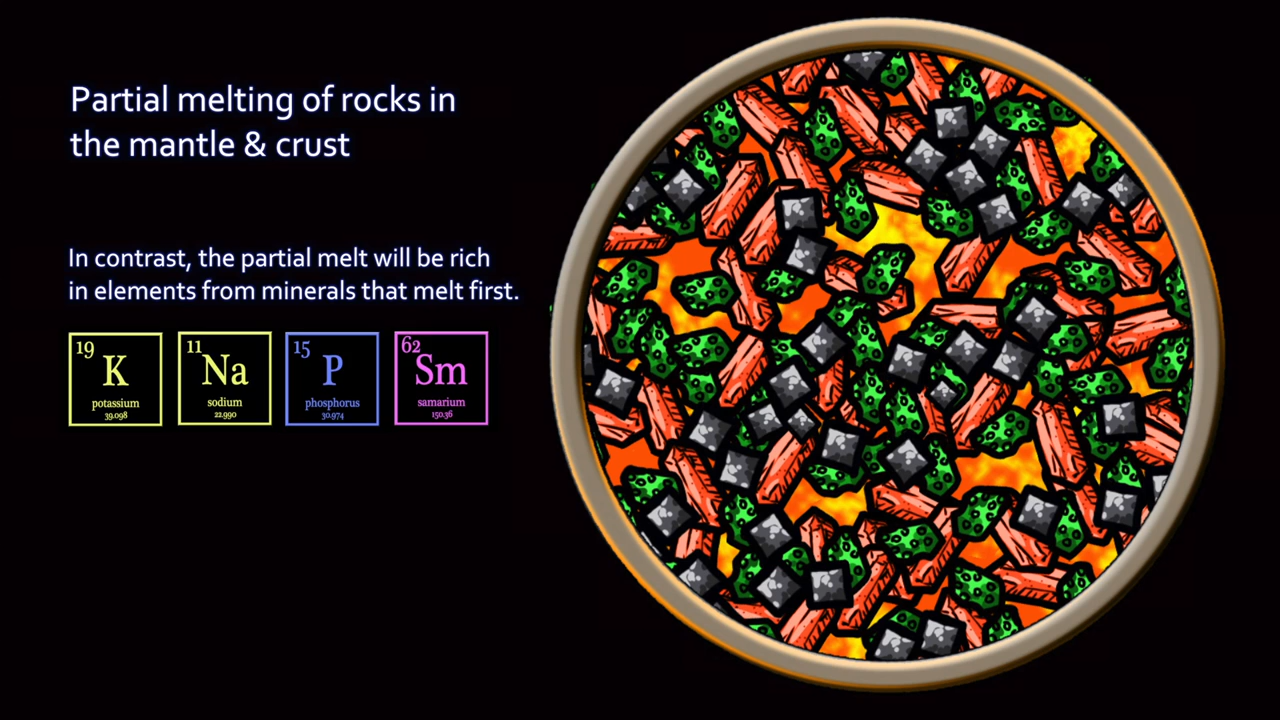 Partial melting of rocks in
the mantle & crust
In contrast, the partial melt will be rich
in elements from minerals that melt first.
19
K
potassium
39.098
11
Na
sodium
22.990
15
P
phosphorus
30.974
62
Sm
samarium
150.36